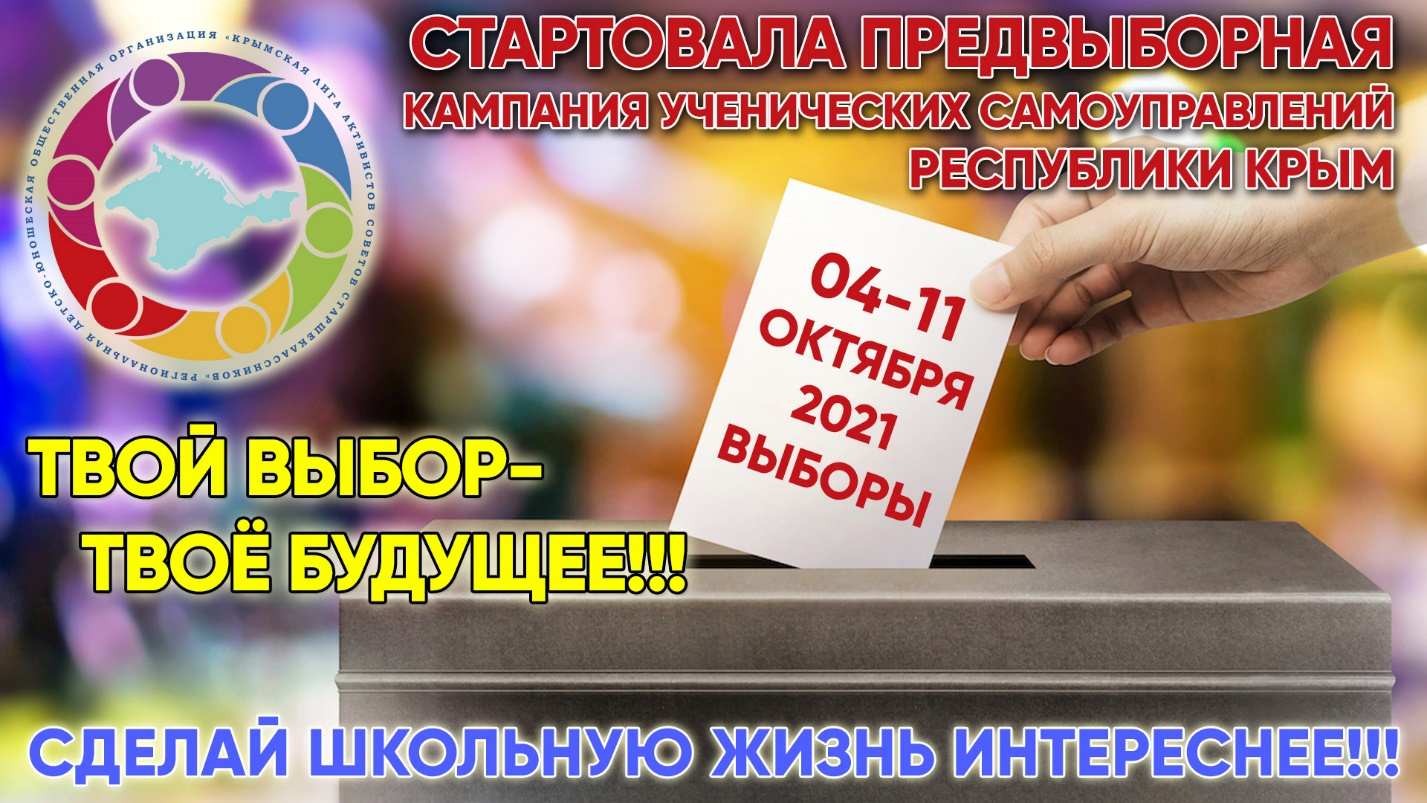 СТАРТОВАЛА ПРЕДВЫБОРНАЯ
КАМПАНИЯ УЧЕНИЧЕСКИХ САМОУПРАВЛЕНИЙ
РЕСПУБЛИКИ КРЫМ
РЕГИОНАЛЬНАЯ ДЕТСКО-ЮНОШЕСКАЯ ОБЩЕСТВЕННАЯ ОРГАНИЗАЦИЯ «КРЫМСКАЯ ЛИГА АКТИВИСТОВ СОВЕТОВ СТАРШЕКЛАССНИКОВ»
04-11
ОКТЯБРЯ
2021
ВЫБОРЫ
ТВОЙ ВЫБОР-
ТВОЁ БУДУЩЕЕ!!!
СДЕЛАЙ ШКОЛЬНУЮ ЖИЗНЬ ИНТЕРЕСНЕЕ!!!